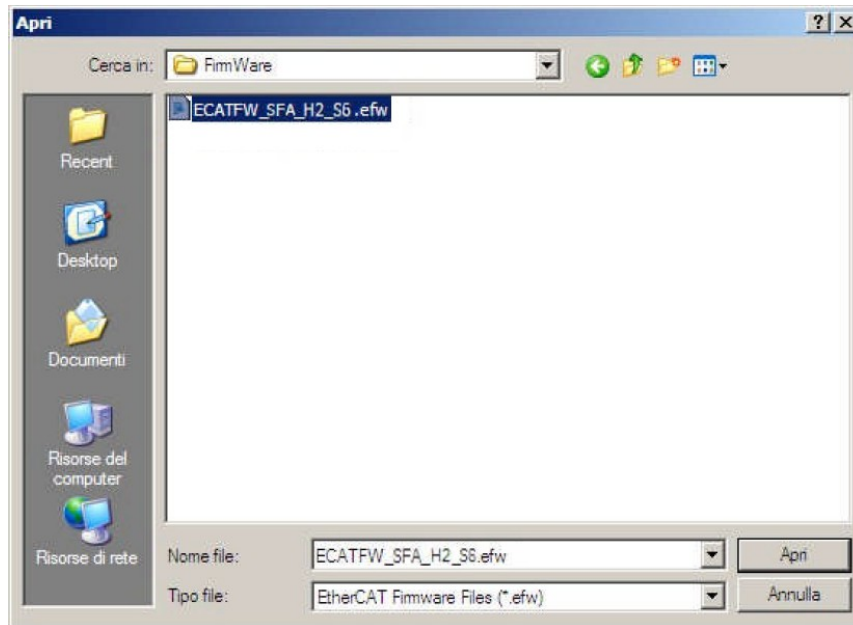 Apri
Cerca in: FirmWare
ECATFW_SFA_H2_S6.efw
Recent
Desktop
Documenti
Risorse del
computer
Risorse di rete
Nome file: ECATFW_SFA_H2_S6.efw Apri
Tipo file: EtherCAT Firmware Files (*.efw) Annulla